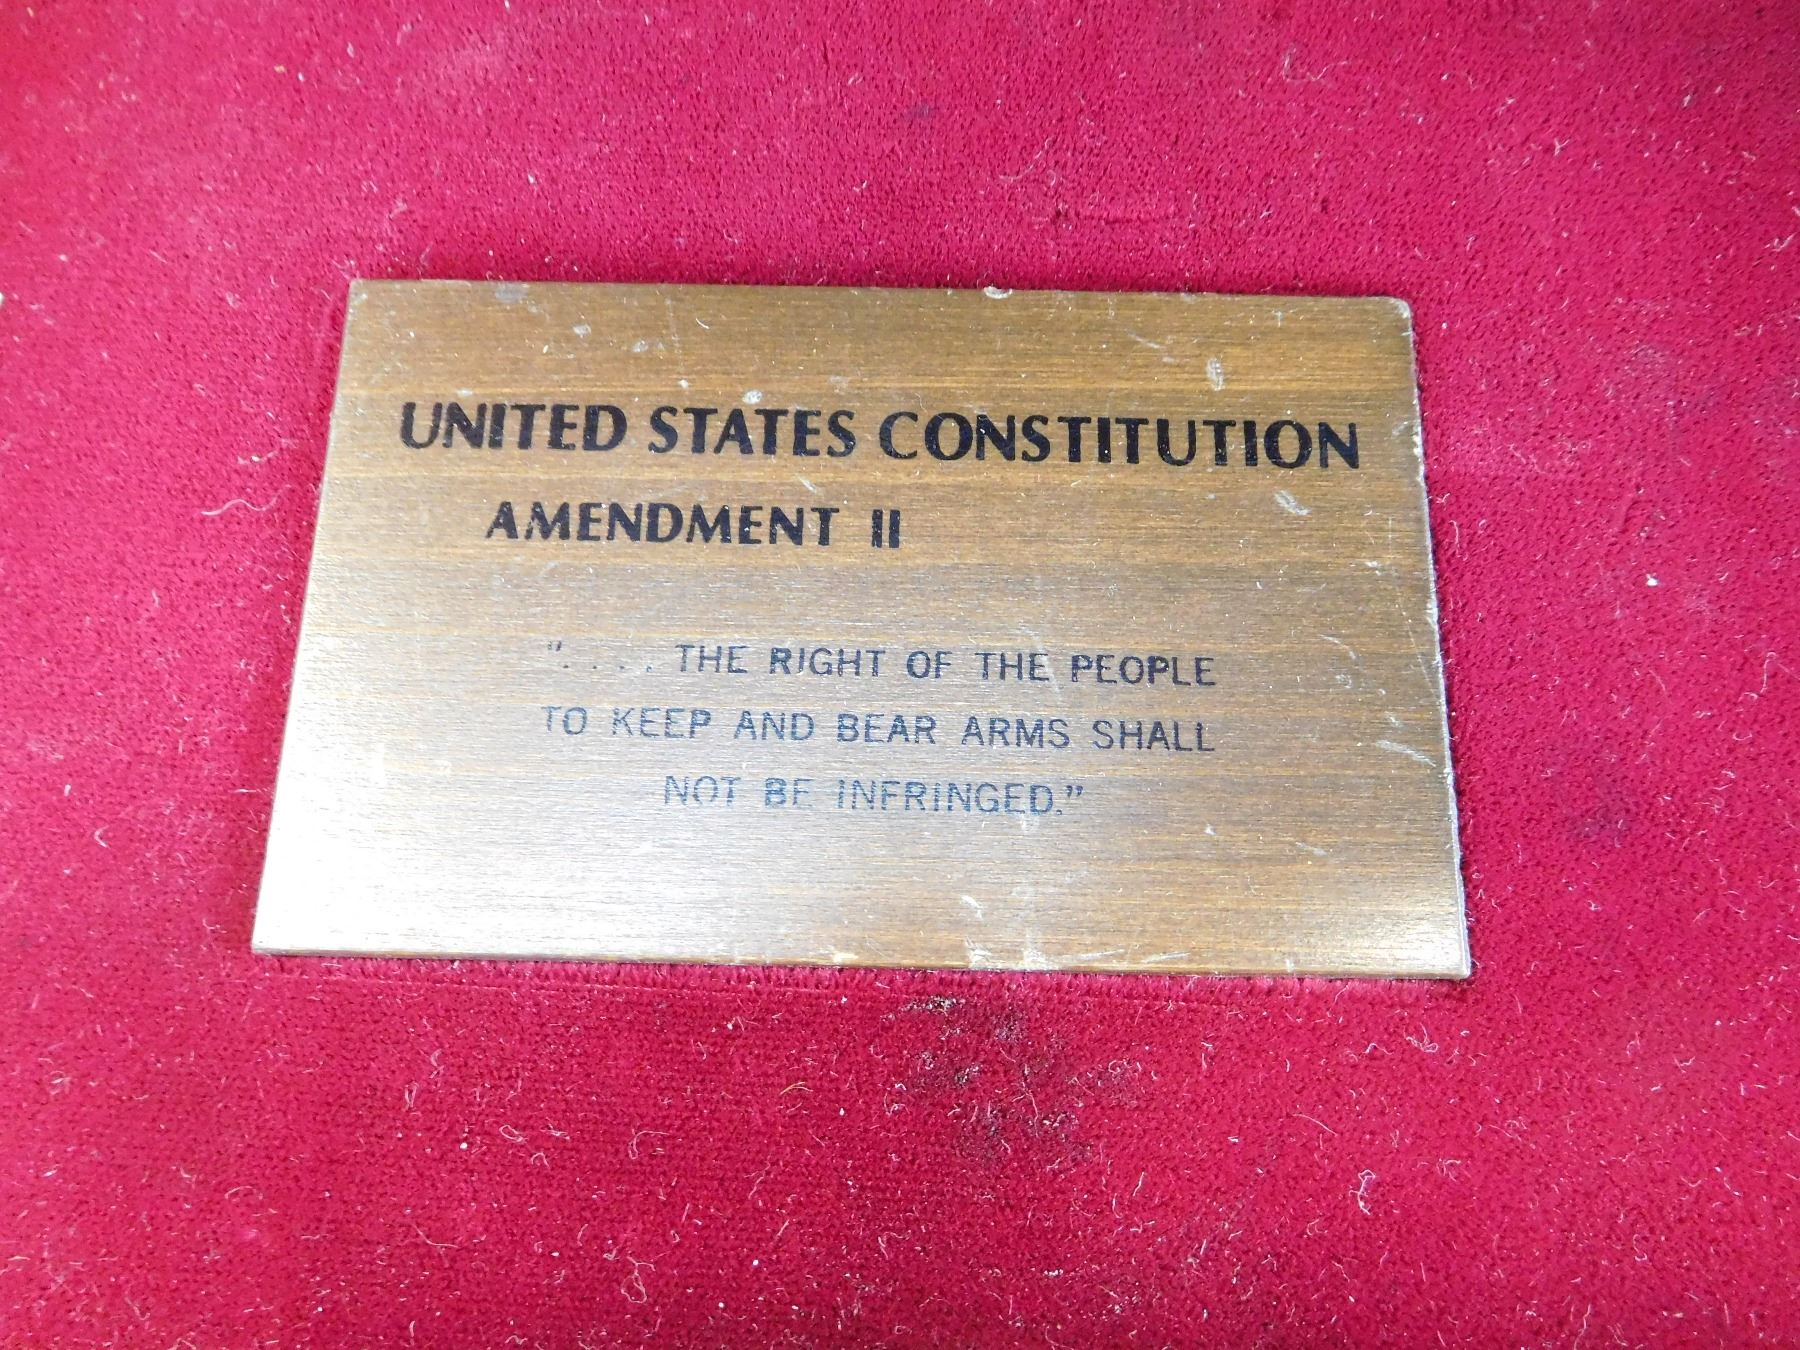 UNITED STATES CONSTITUTION
AMENDMENT II
". . . . THE RIGHT OF THE PEOPLE
TO KEEP AND BEAR ARMS SHALL
NOT BE INFRINGED."